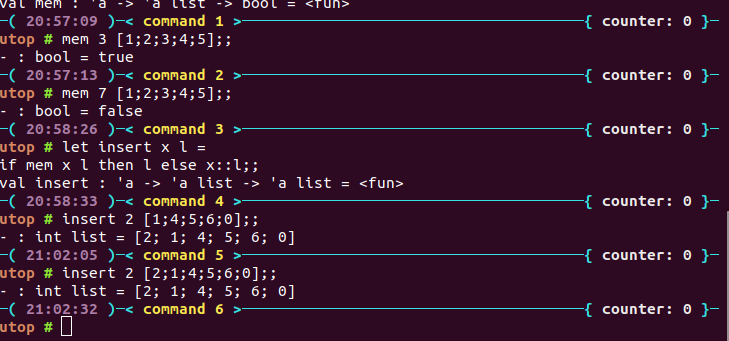 val mem : 'a -> 'a list -> bool = <fun>
-( 20:57:09 )-< command 1 >-{ counter: 0 }-
utop # mem 3 [1;2;3;4;5];;
- : bool = true
-( 20:57:13 )-< command 2 >-{ counter: 0 }-
utop # mem 7 [1;2;3;4;5];;
- : bool = false
-( 20:58:26 )-< command 3 >-{ counter: 0 }-
utop # let insert x l =
if mem x l then l else x::l;;
val insert : 'a -> 'a list -> 'a list = <fun>
-( 20:58:33 )-< command 4 >-{ counter: 0 }-
utop # insert 2 [1;4;5;6;0];;
- : int list = [2; 1; 4; 5; 6; 0]
-( 21:02:05 )-< command 5 >-{ counter: 0 }-
utop # insert 2 [2;1;4;5;6;0];;
- : int list = [2; 1; 4; 5; 6; 0]
-( 21:02:32 )-< command 6 >-{ counter: 0 }-
utop #